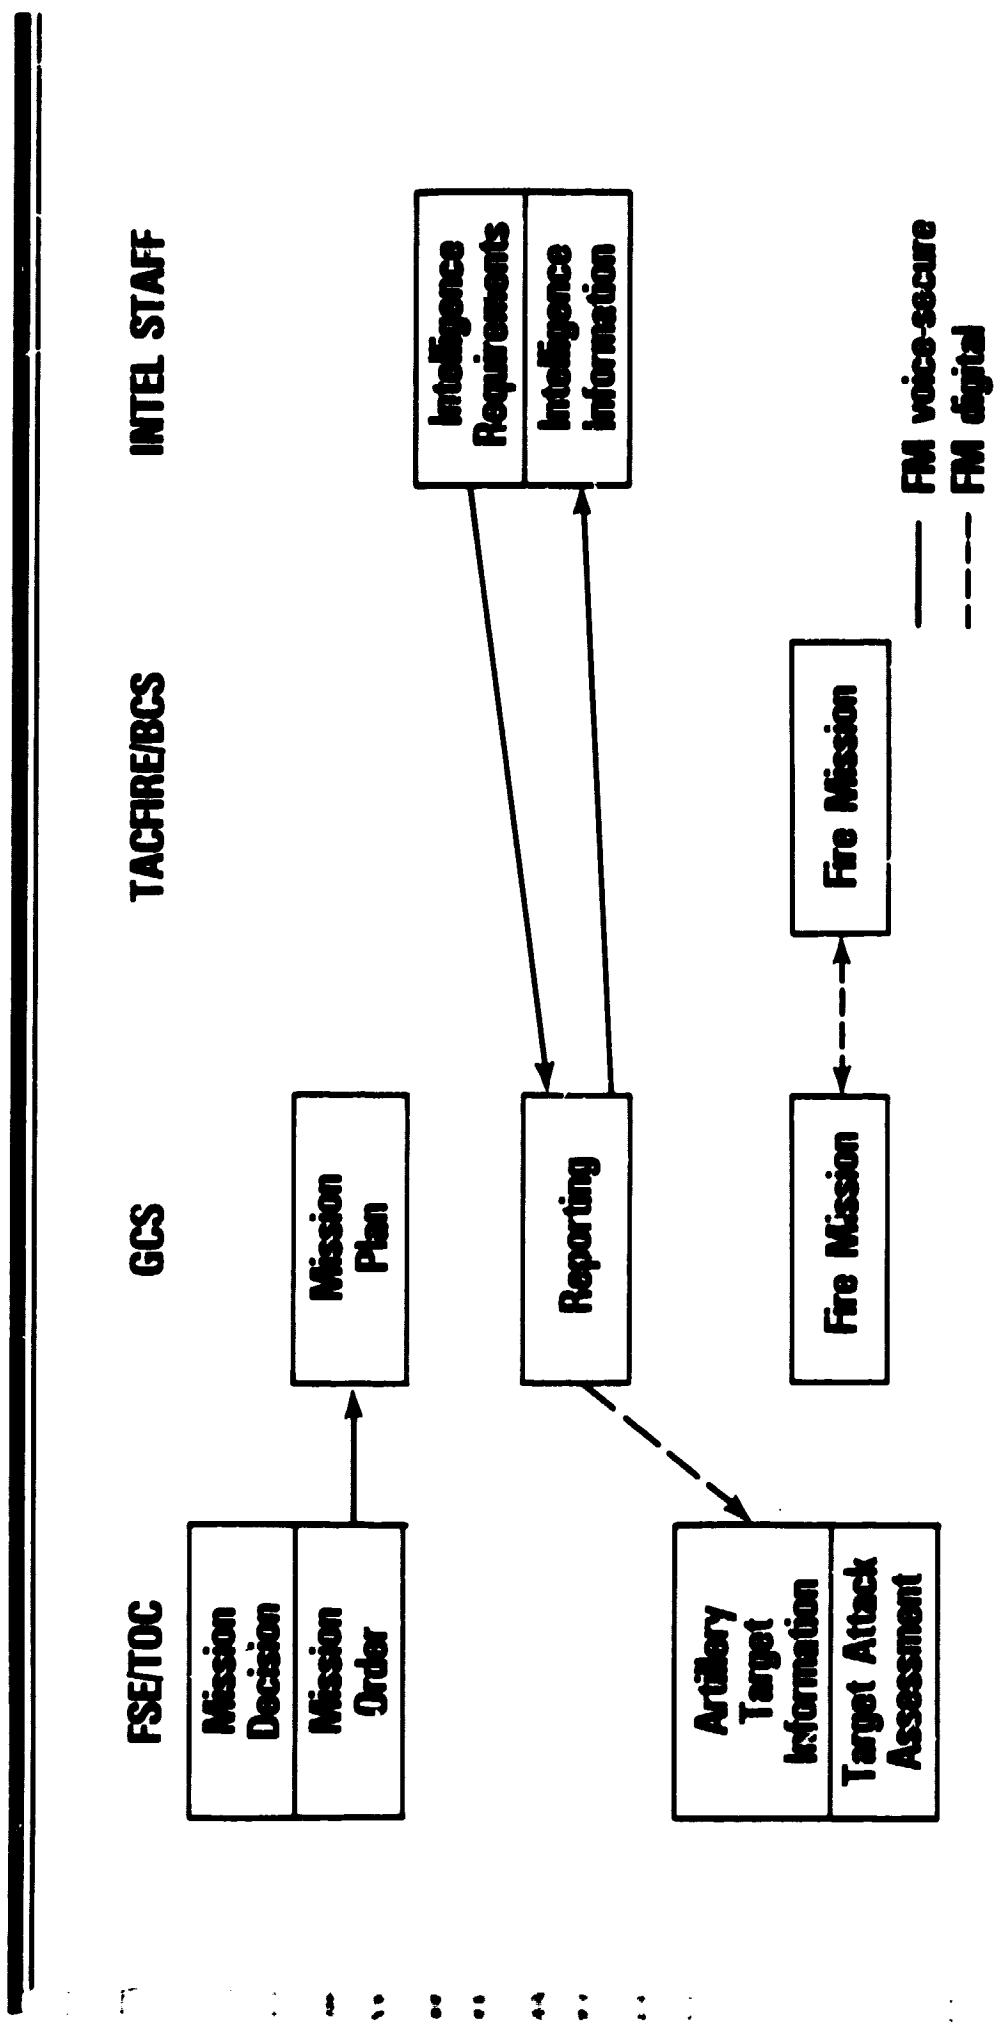 FSE/TOC
GCS
TACFIRE/BCS
INTEL STAFF
Mission
Decision
Mission
Order
Mission
Plan
Intelligence
Requirements
Intelligence
Information
Reporting
Artillery
Target
Information
Target Attack
Assessment
Fire Mission
Fire Mission
FM voice-secure
FM digital